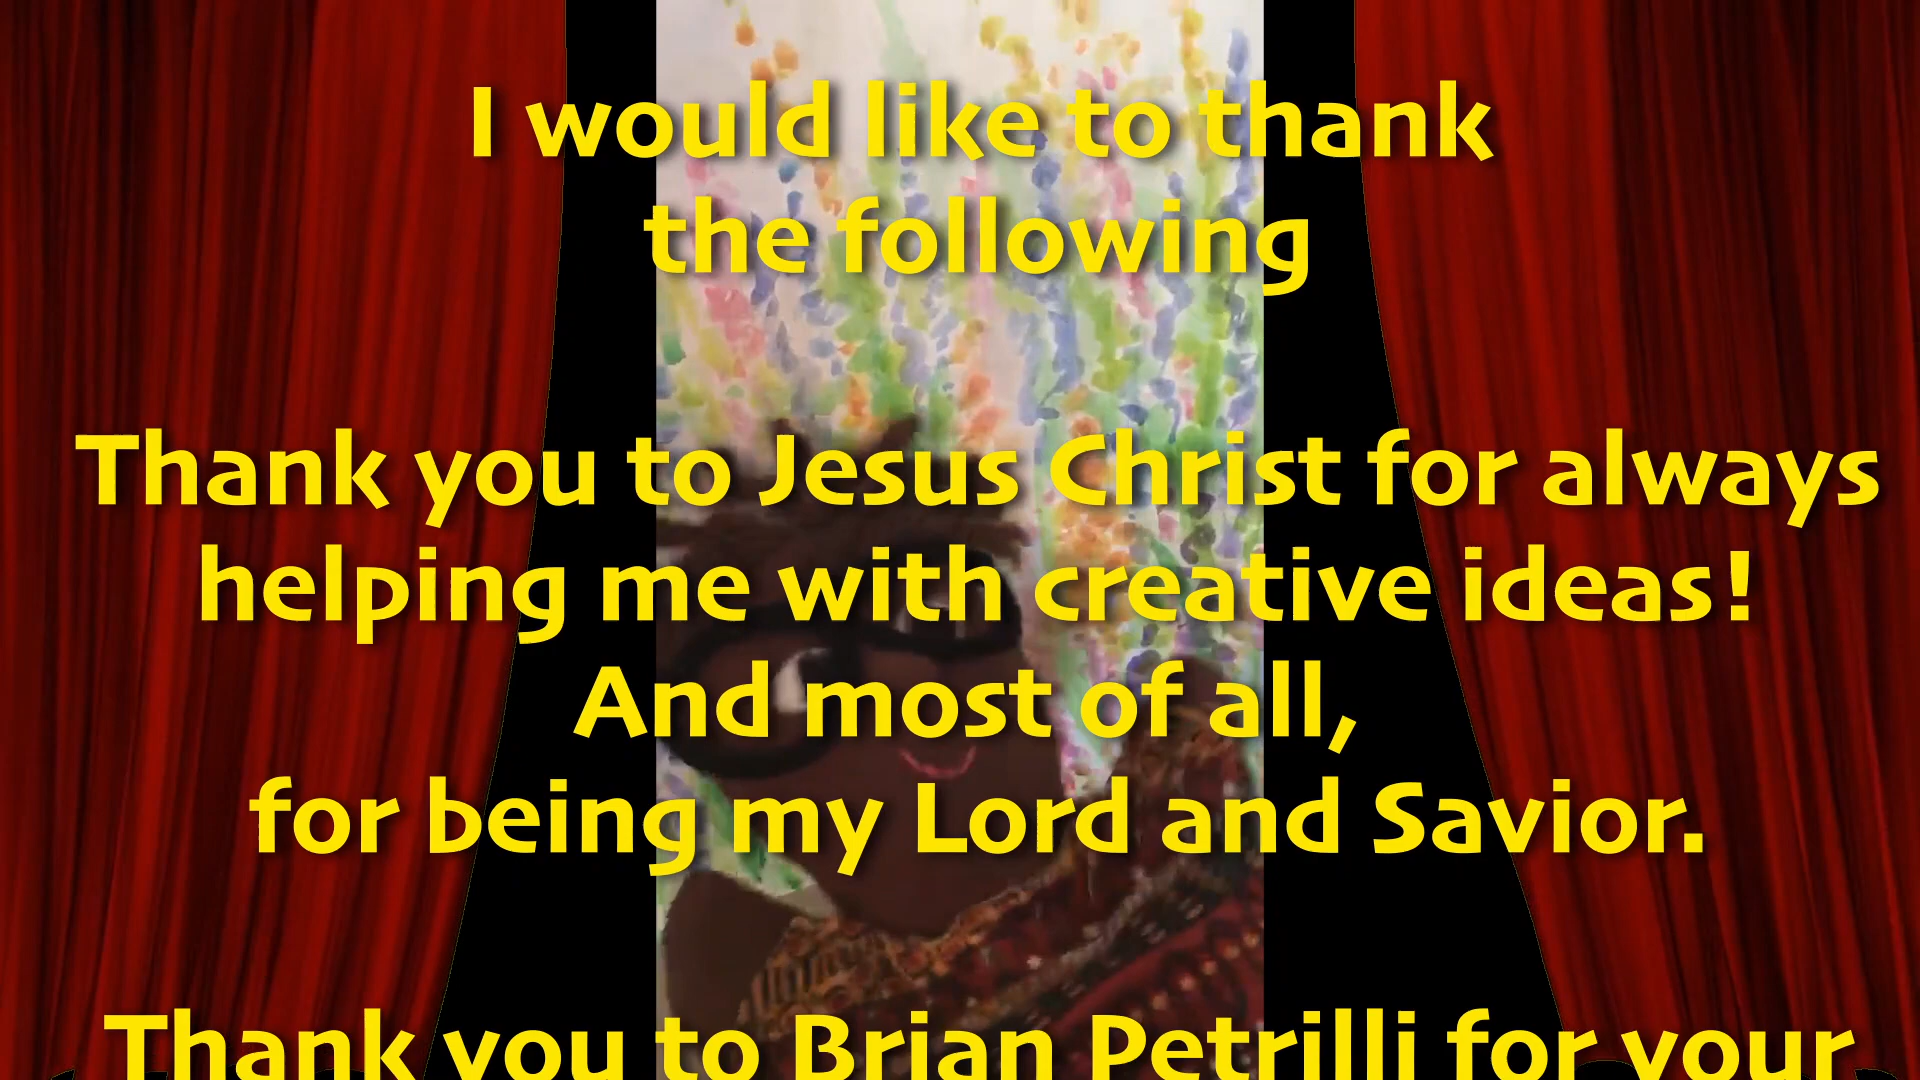 I would like to thank
the following
Thank you to Jesus Christ for always
helping me with creative ideas!
And most of all,
for being my Lord and Savior.
Thank you to Brian Petrilli for your